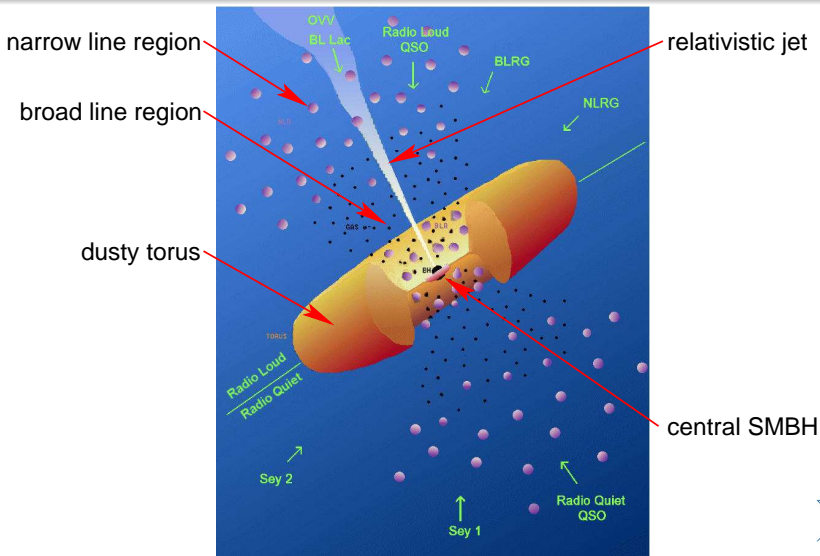 narrow line region
broad line region
dusty torus
relativistic jet
central SMBH
OVV
BL Lac
Radio Loud
QSO
BLRG
NLRG
NLR
GAS e-
BLR
BH
TORUS
Radio Loud
Radio Quiet
Sey 2
Sey 1
Radio Quiet
QSO